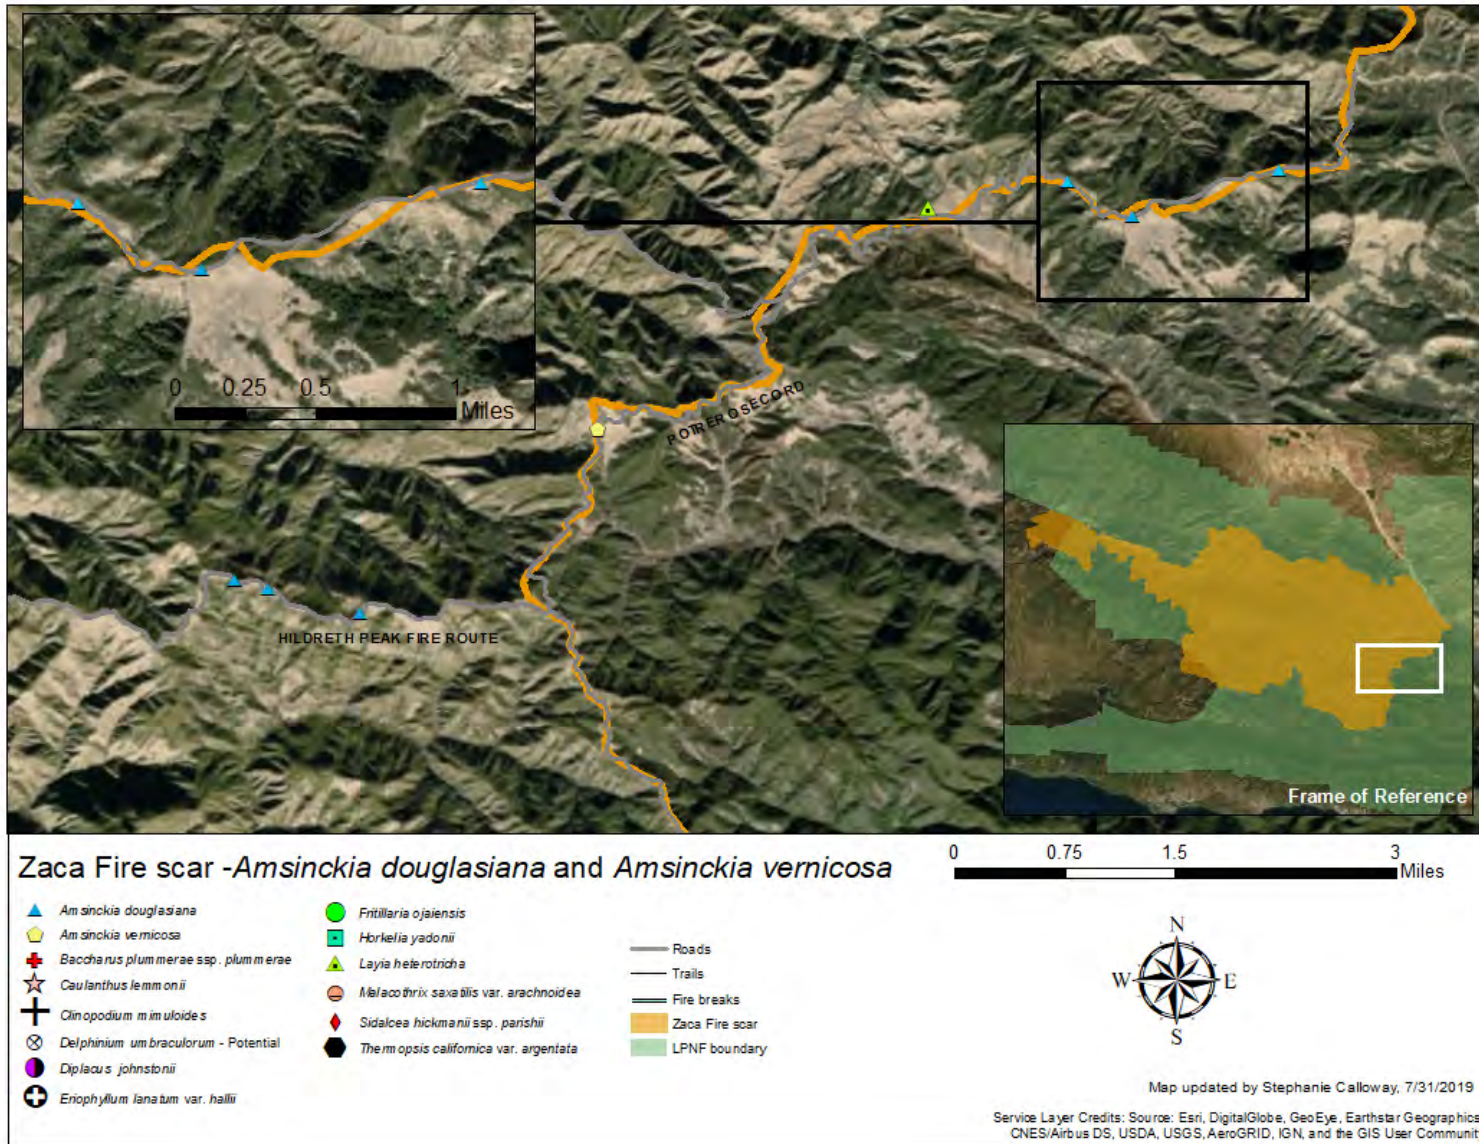 0 0.25 0.5 1
Miles
POTRERO SECO RD
HILDRETH PEAK FIRE ROUTE
Frame of Reference
Zaca Fire scar -Amsinckia douglasiana and Amsinckia vernicosa
0 0.75 1.5 3
Miles
Amsinckia douglasiana
Amsinckia vernicosa
Baccharus plummerae ssp. plummerae
Caulanthus lemmonii
Clinopodium mimuloides
Delphinium umbraculorum - Potential
Diplacus johnstonii
Eriophyllum lanatum var. hallii
Fritillaria ojaiensis
Horkelia yadonii
Layia heterotricha
Malacothrix saxatilis var. arachnoidea
Sidalcea hickmanii ssp. parishii
Thermopsis californica var. argentata
Roads
Trails
Fire breaks
Zaca Fire scar
LPNF boundary
N
W E
S
Map updated by Stephanie Calloway, 7/31/2019
Service Layer Credits: Source: Esri, DigitalGlobe, GeoEye, Earthstar Geographics
CNES/Airbus DS, USDA, USGS, AeroGRID, IGN, and the GIS User Communit